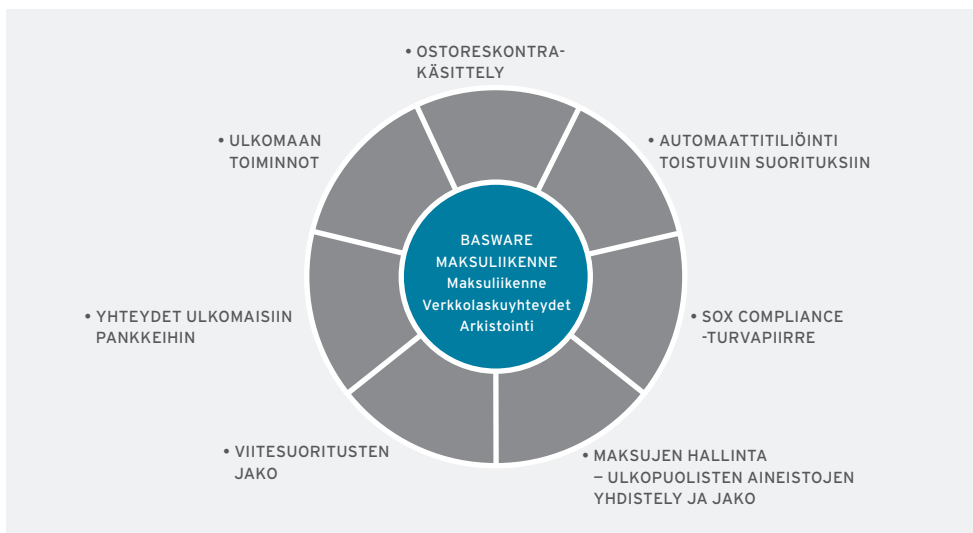 • OSTORESKONTRA-
KÄSITTELY
• ULKOMAAN
TOIMINNOT
• AUTOMAATTITILIÖINTI
TOISTUVIIN SUORITUKSIIN
BASWARE
MAKSULIIKENNE
Maksuliikenne
Verkkolaskuyhteydet
Arkistointi
• YHTEYDET ULKOMAISIIN
PANKKEIHIN
• SOX COMPLIANCE
-TURVAPIIRRE
• VIITESUORITUSTEN
JAKO
• MAKSUJEN HALLINTA
– ULKOPUOLISTEN AINEISTOJEN
YHDISTELY JA JAKO